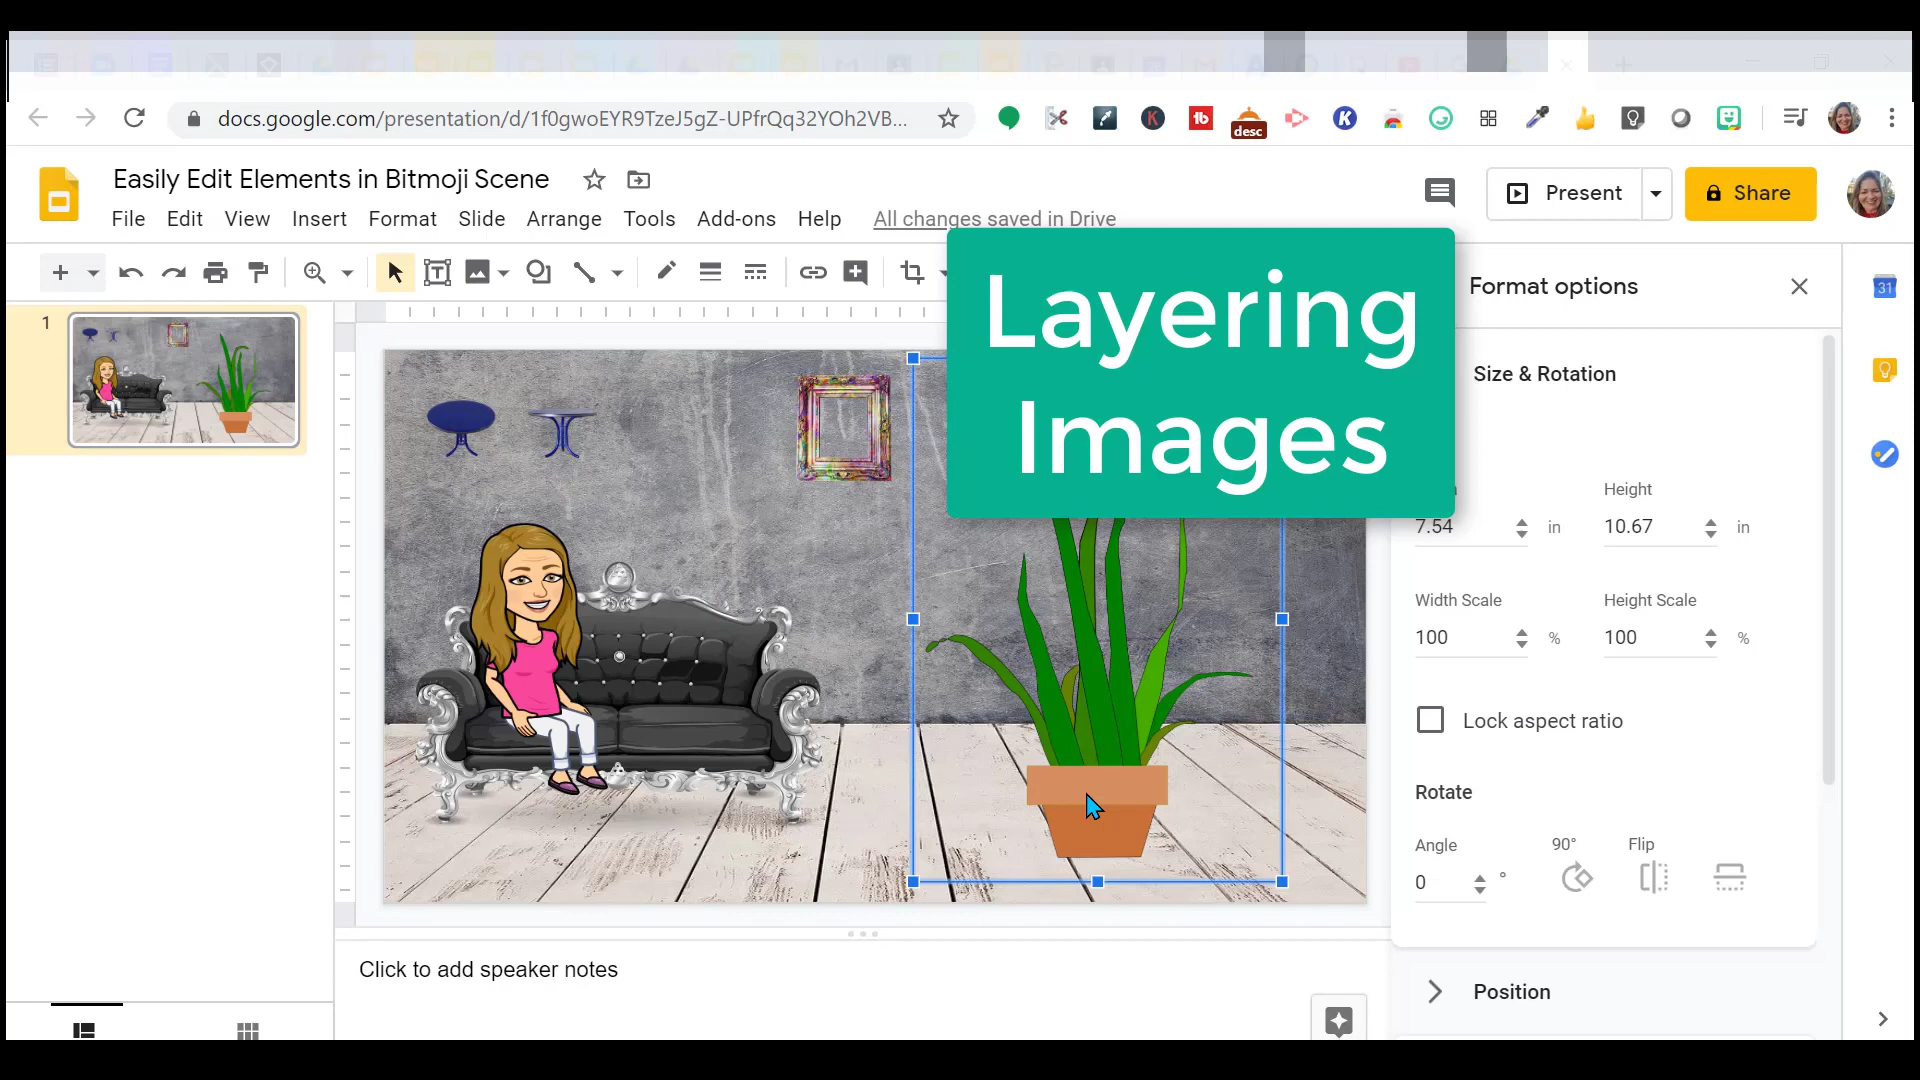 docs.google.com/presentation/d/1f0gwoEYR9TzeJ5gZ-UPfrQq32YOh2VB...
desc
Easily Edit Elements in Bitmoji Scene
Present
Share
File Edit View Insert Format Slide Arrange Tools Add-ons Help All changes saved in Drive
Layering
Images
Format options
31
1
Size & Rotation
Height
7.54 in 10.67 in
Width Scale Height Scale
100 % 100 %
Lock aspect ratio
Rotate
Angle 90° Flip
0 °
Click to add speaker notes
Position